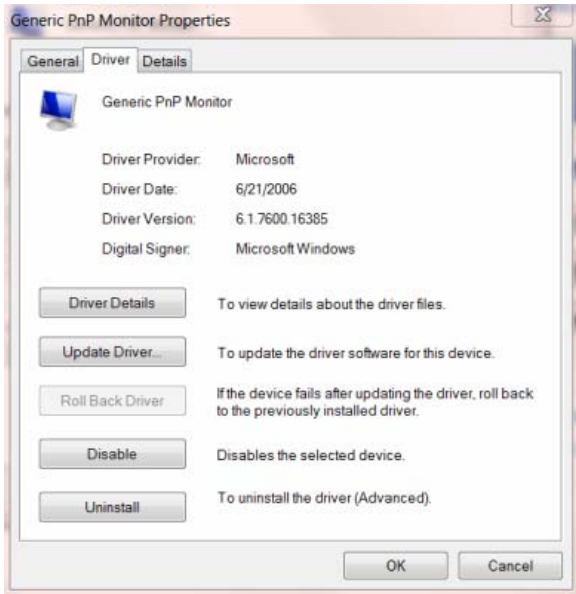 Generic PnP Monitor Properties
General Driver Details
Generic PnP Monitor
Driver Provider: Microsoft
Driver Date: 6/21/2006
Driver Version: 6.1.7600.16385
Digital Signer: Microsoft Windows
Driver Details To view details about the driver files.
Update Driver... To update the driver software for this device.
Roll Back Driver If the device fails after updating the driver, roll back
to the previously installed driver.
Disable Disables the selected device.
Uninstall To uninstall the driver (Advanced).
OK Cancel